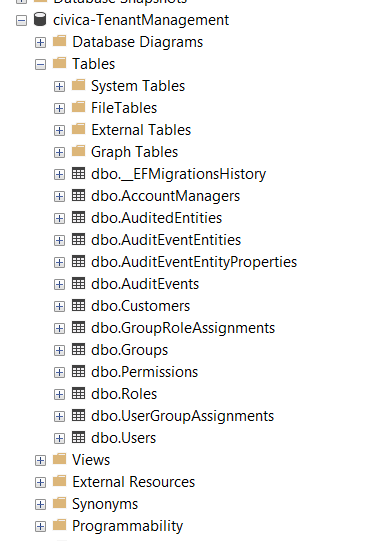 Database Snapshots
civica-TenantManagement
Database Diagrams
Tables
System Tables
FileTables
External Tables
Graph Tables
dbo.__EFMigrationsHistory
dbo.AccountManagers
dbo.AuditedEntities
dbo.AuditEventEntities
dbo.AuditEventEntityProperties
dbo.AuditEvents
dbo.Customers
dbo.GroupRoleAssignments
dbo.Groups
dbo.Permissions
dbo.Roles
dbo.UserGroupAssignments
dbo.Users
Views
External Resources
Synonyms
Programmability